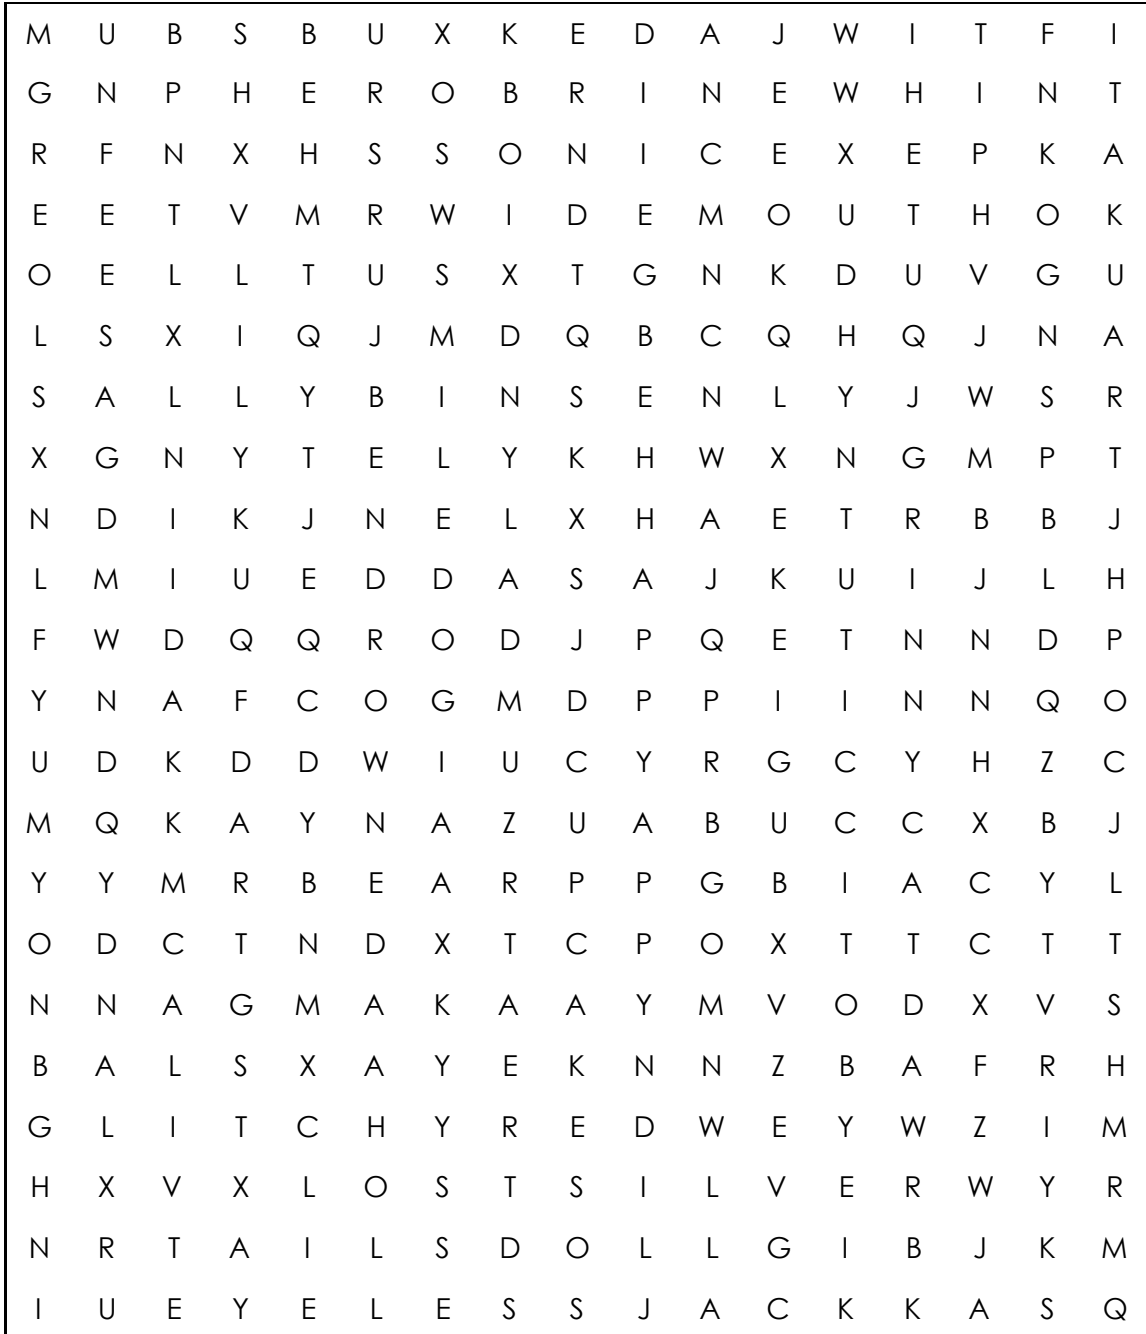 M U B S B U X K E D A J W I T F I
G N P H E R O B R I N E W H I N T
R F N X H S S O N I C E X E P K A
E E T V M R W I D E M O U T H O K
O E L L T U S X T G N K D U V G U
L S X I Q J M D Q B C Q H Q J N A
S A L L Y B I N S E N L Y J W S R
X G N Y T E L Y K H W X N G M P T
N D I K J N E L X H A E T R B B J
L M I U E D D A S A J K U I J L H
F W D Q Q R O D J P Q E T N N D P
Y N A F C O G M D P P I I N N Q O
U D K D D W I U C Y R G C Y H Z C
M Q K A Y N A Z U A B U C C X B J
Y Y M R B E A R P P G B I A C Y L
O D C T N D X T C P O X T T C T T
N N A G M A K A A Y M V O D X V S
B A L S X A Y E K N N Z B A F R H
G L I T C H Y R E D W E Y W Z I M
H X V X L O S T S I L V E R W Y R
N R T A I L S D O L L G I B J K M
I U E Y E L E S S J A C K K A S Q